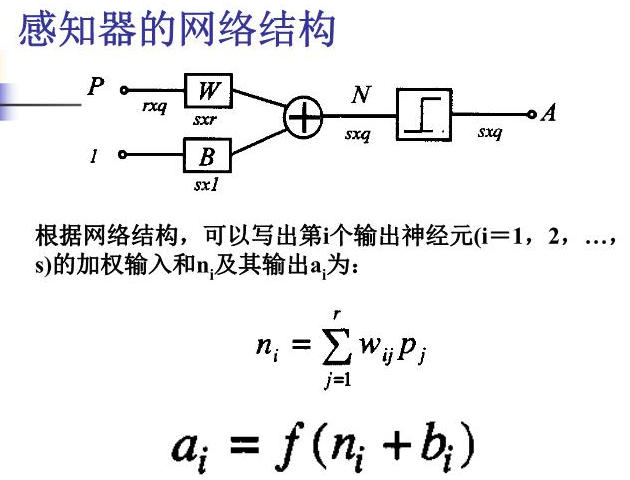 感知器的网络结构
P rxq W sxr N sxq sxq A
1 B sx1
根据网络结构，可以写出第i个输出神经元(i＝1，2，…，
s)的加权输入和nᵢ及其输出aᵢ为：
nᵢ = ∑ⱼ₌₁ʳ wᵢⱼ pⱼ
aᵢ = f(nᵢ + bᵢ)